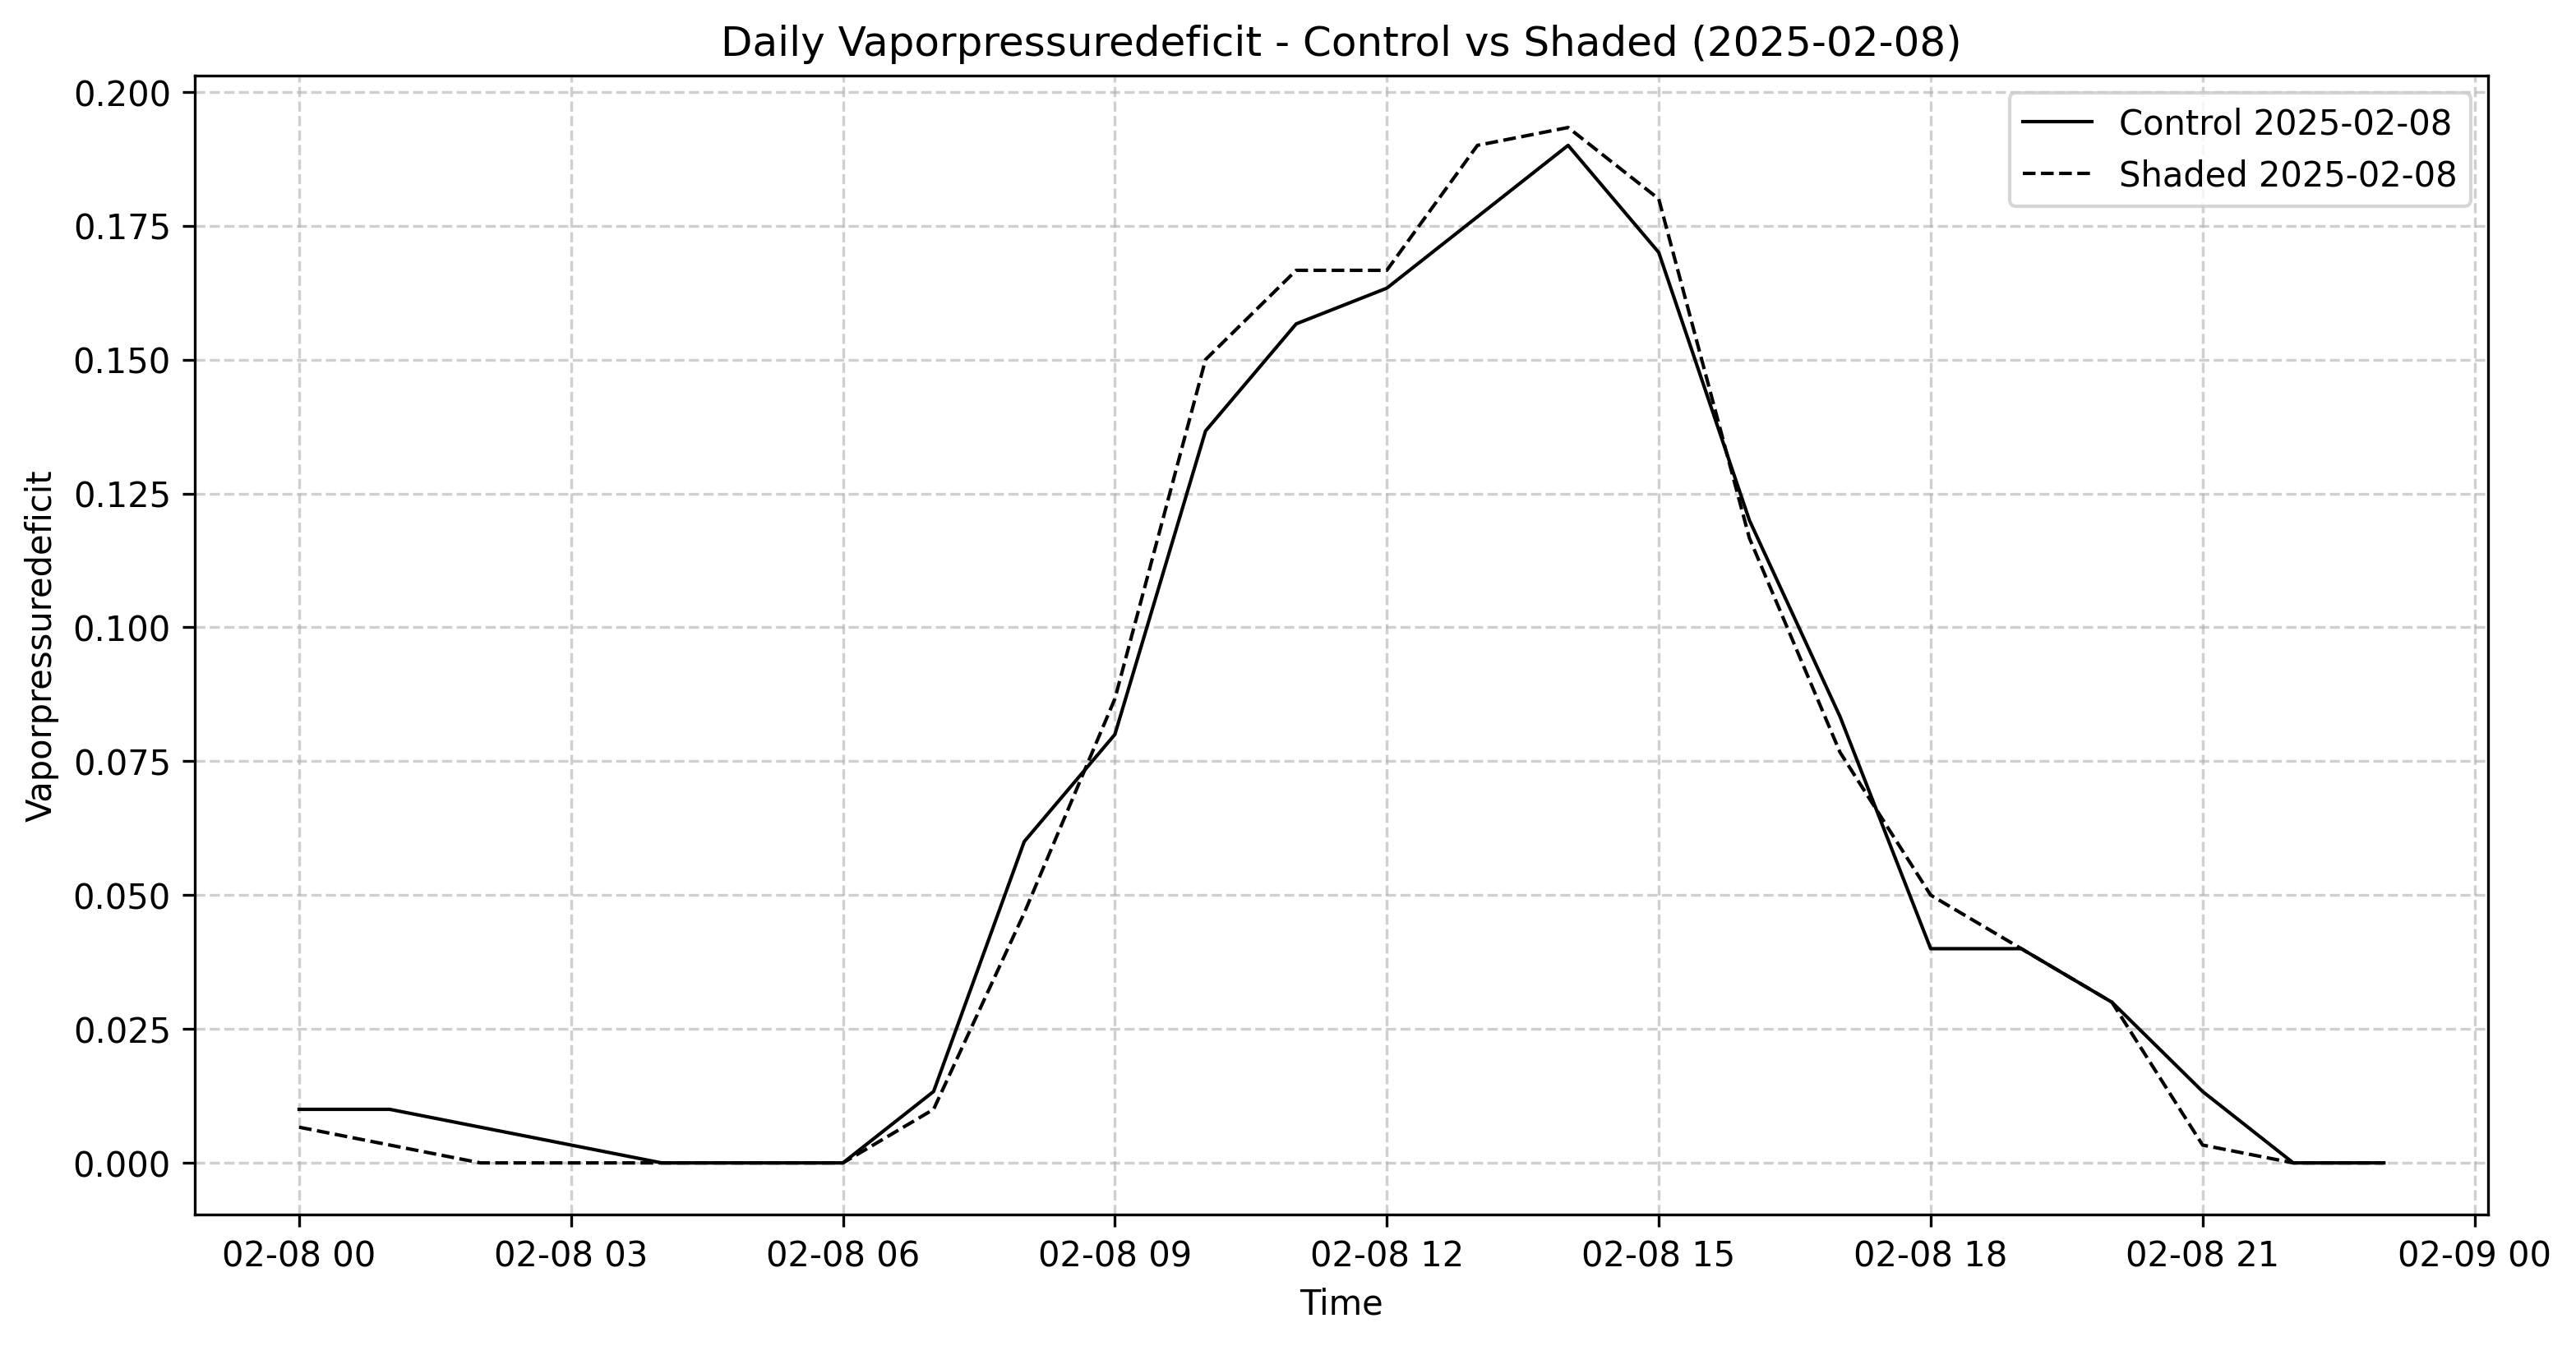 Daily Vaporpressuredeficit - Control vs Shaded (2025-02-08)
Control 2025-02-08
Shaded 2025-02-08
Vaporpressuredeficit
0.200
0.175
0.150
0.125
0.100
0.075
0.050
0.025
0.000
02-08 00 02-08 03 02-08 06 02-08 09 02-08 12 02-08 15 02-08 18 02-08 21 02-09 00
Time